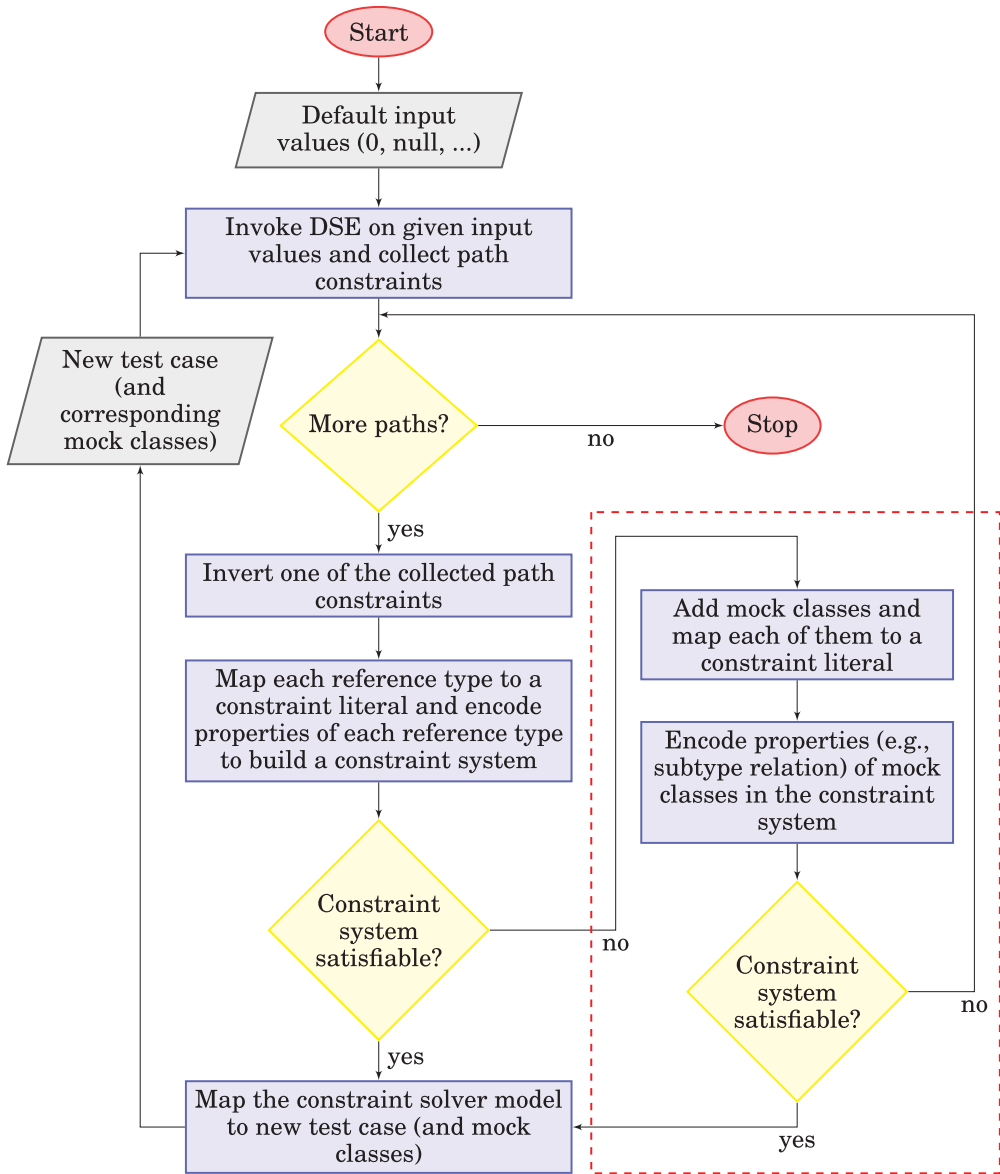 Start
Default input
values (0, null, ...)
Invoke DSE on given input
values and collect path
constraints
New test case
(and
corresponding
mock classes)
More paths?
no
Stop
yes
Invert one of the collected path
constraints
Map each reference type to a
constraint literal and encode
properties of each reference type
to build a constraint system
Constraint
system
satisfiable?
no
yes
Map the constraint solver model
to new test case (and mock
classes)
Add mock classes and
map each of them to a
constraint literal
Encode properties (e.g.,
subtype relation) of mock
classes in the constraint
system
Constraint
system
satisfiable?
no
yes